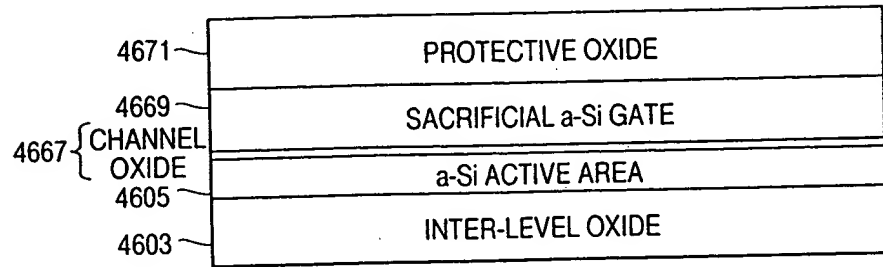 4671 PROTECTIVE OXIDE
4669 SACRIFICIAL a-Si GATE
4667 { CHANNEL OXIDE
4605 a-Si ACTIVE AREA
4603 INTER-LEVEL OXIDE